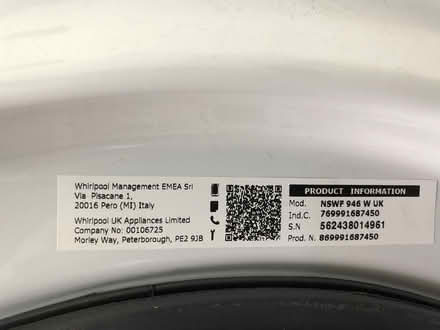 Whirlpool Management EMEA Srl
Via Pisacane 1,
20016 Pero (MI) Italy
Whirlpool UK Appliances Limited
Company No: 00106725
Morley Way, Peterborough, PE2 9JB
PRODUCT INFORMATION
Mod. NSWF 946 W UK
Ind.C. 769991687450
S.N 562438014961
Prod. N. 869991687450